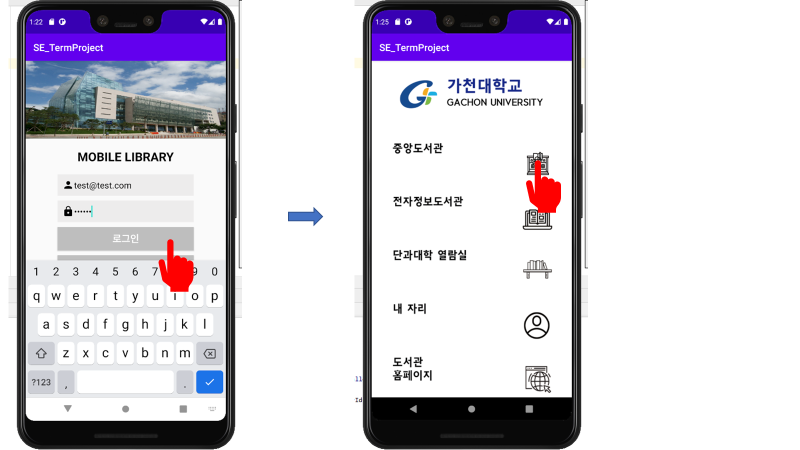 1:22
SE_TermProject
MOBILE LIBRARY
test@test.com
••••••
로그인
1 2 3 4 5 6 7 9 0
q w e r t y u i o p
a s d f g h j k l
z x c v b n m
?123 , .
1:25
SE_TermProject
가천대학교
GACHON UNIVERSITY
중앙도서관
전자정보도서관
단과대학 열람실
내 자리
도서관
홈페이지
11
Id